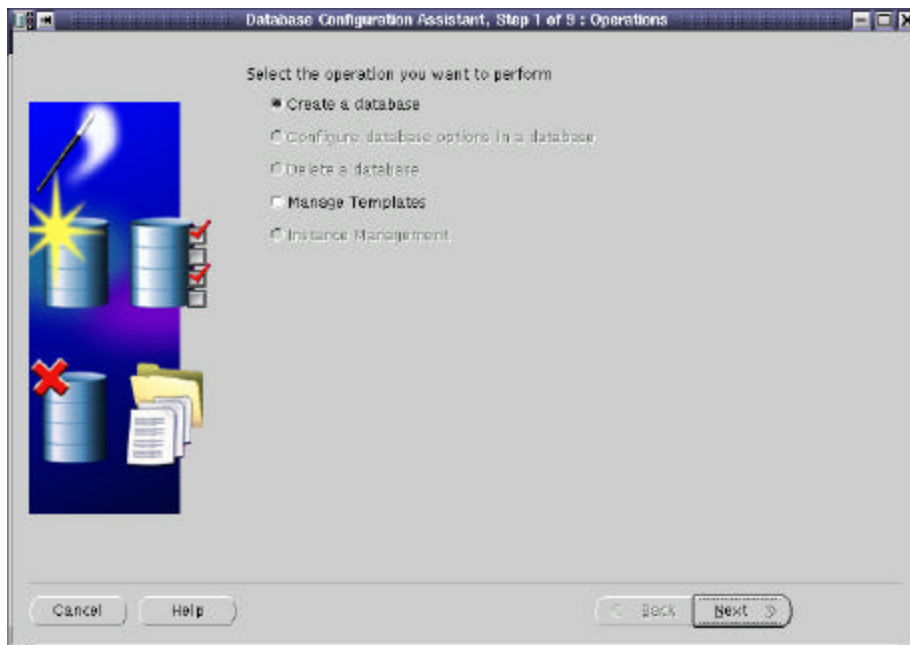 Database Configuration Assistant, Step 1 of 9 : Operations
Select the operation you want to perform
Create a database
Configure database options in a database
Delete a database
Manage Templates
Instance Management
Cancel
Help
Back
Next